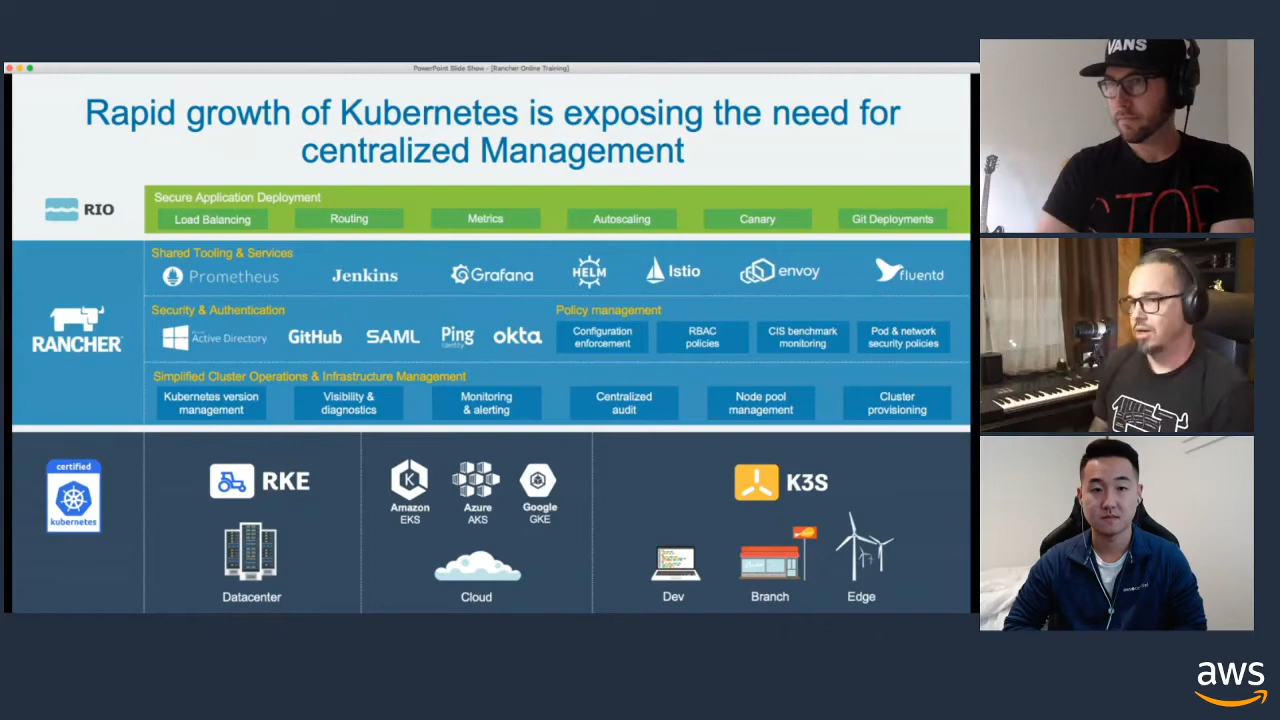 PowerPoint Slide Show - [Rancher Online Training]
Rapid growth of Kubernetes is exposing the need for
centralized Management
RIO
Secure Application Deployment
Load Balancing
Routing
Metrics
Autoscaling
Canary
Git Deployments
RANCHER
Shared Tooling & Services
Prometheus
Jenkins
Grafana
HELM
Istio
envoy
fluentd
Security & Authentication
Active Directory
GitHub
SAML
Ping
Identity
okta
Policy management
Configuration
enforcement
RBAC
policies
CIS benchmark
monitoring
Pod & network
security policies
Simplified Cluster Operations & Infrastructure Management
Kubernetes version
management
Visibility &
diagnostics
Monitoring
& alerting
Centralized
audit
Node pool
management
Cluster
provisioning
certified
kubernetes
RKE
Datacenter
Amazon
EKS
Azure
AKS
Google
GKE
Cloud
K3S
Dev
Branch
Edge
VANS
aws